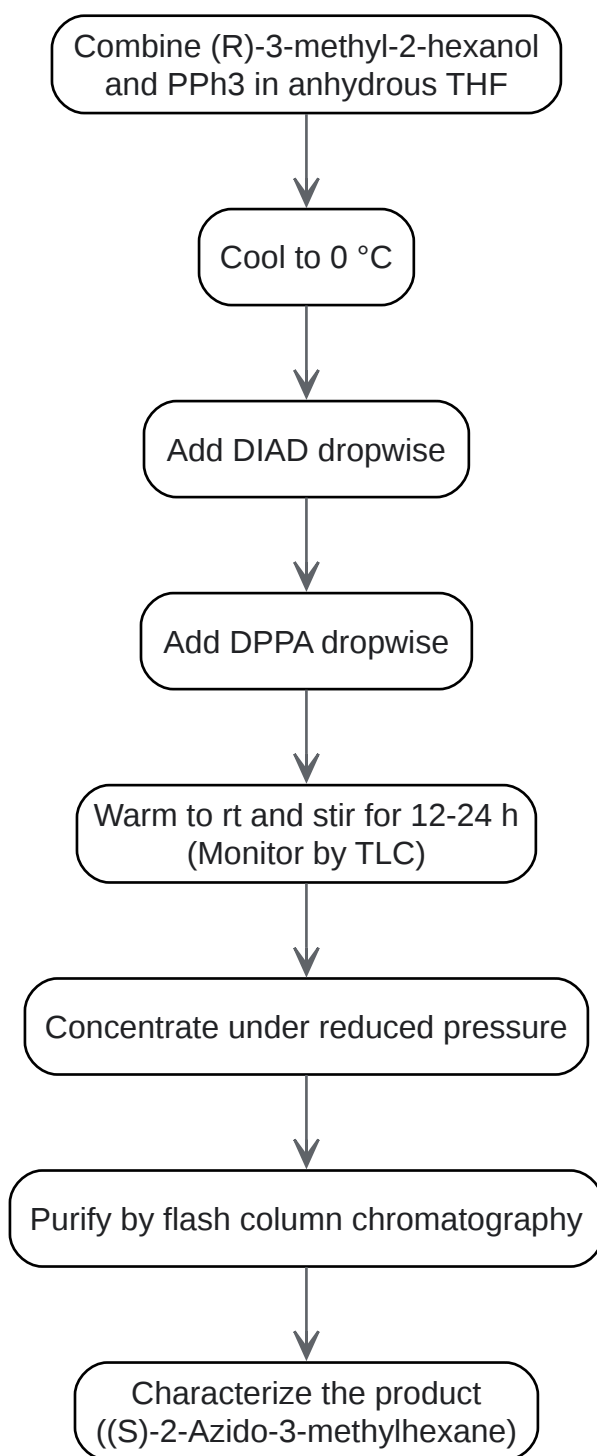 Combine (R)-3-methyl-2-hexanol
and PPh3 in anhydrous THF
Cool to 0 °C
Add DIAD dropwise
Add DPPA dropwise
Warm to rt and stir for 12-24 h
(Monitor by TLC)
Concentrate under reduced pressure
Purify by flash column chromatography
Characterize the product
((S)-2-Azido-3-methylhexane)